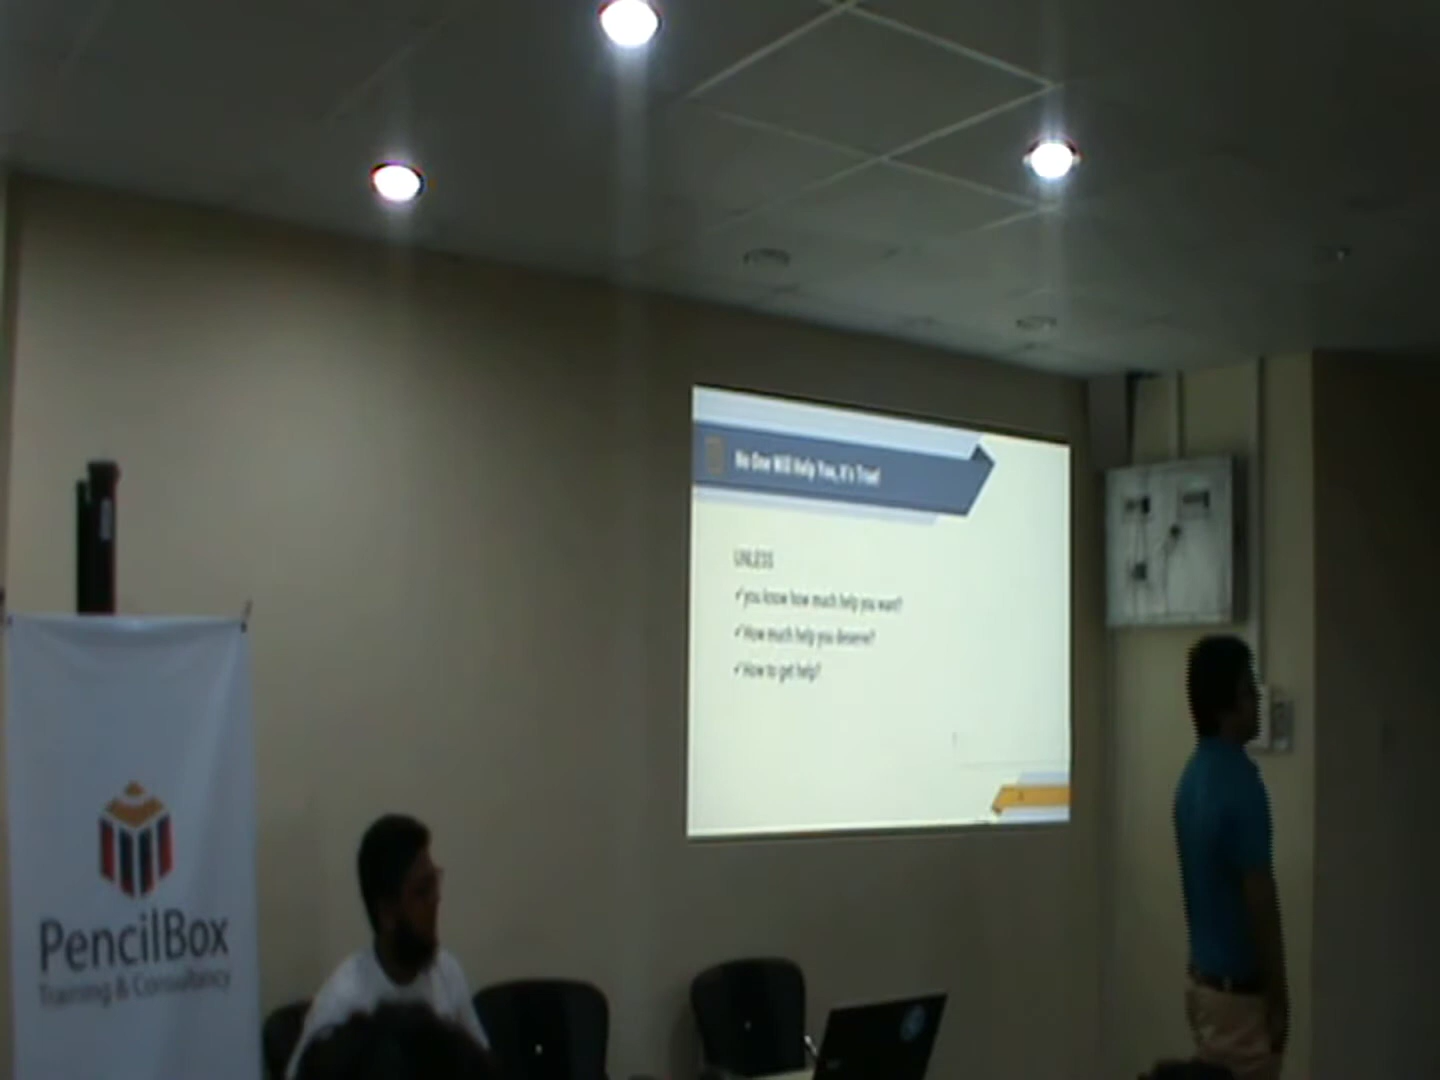 No One Will Help You, It's True!
UNLESS
✓you know how much help you want?
✓How much help you deserve?
✓How to get help?
PencilBox
Training & Consultancy